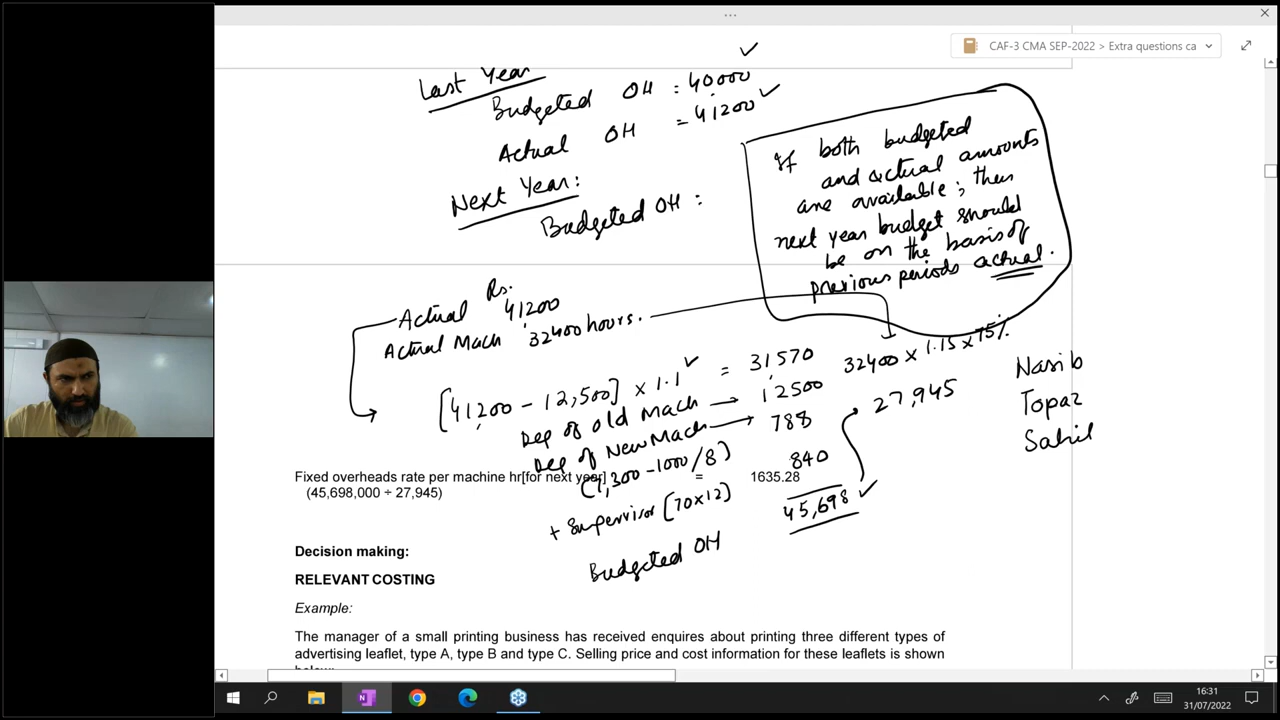 CAF-3 CMA SEP-2022 > Extra questions ca
Last Year
Budgeted OH = 40000
Actual OH = 41200
Next Year:
Budgeted OH :
If both budgeted
and actual amounts
are available; then
next year budget should
be on the basis of
previous periods actual.
Rs.
Actual 41200
Actual Mach 32400 hours.
[41,200 - 12,500] x 1.1 = 31,570
32400 x 1.15 x 75%
Dep of old Mach → 12500
27,945
Dep of New Mach → 788
(7,300 - 1000 /8)
+ Supervisor [70x12] 840
Budgeted OH 45,698
Nasib
Topaz
Sahil
Fixed overheads rate per machine hr[for next year] = 1635.28
(45,698,000 ÷ 27,945)
Decision making:
RELEVANT COSTING
Example:
The manager of a small printing business has received enquires about printing three different types of
advertising leaflet, type A, type B and type C. Selling price and cost information for these leaflets is shown
below:
16:31
31/07/2022